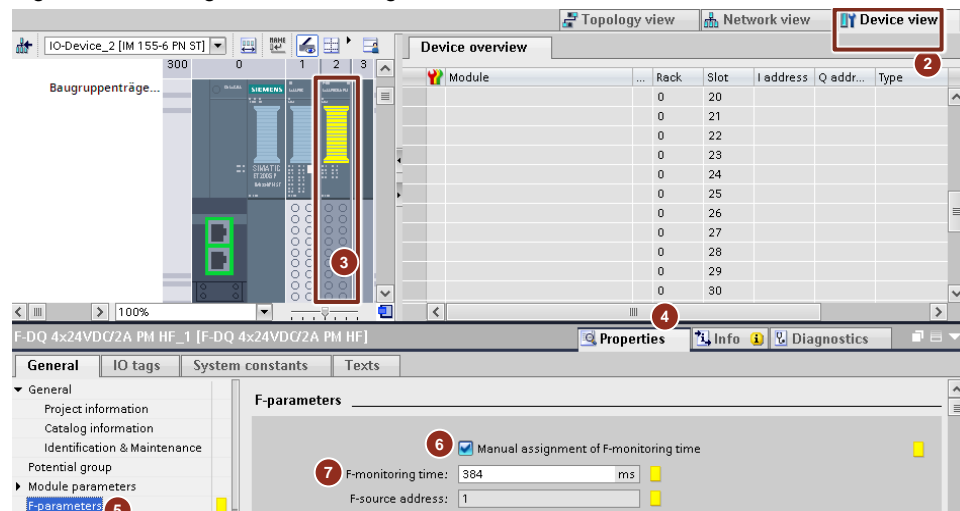 Topology view Network view Device view
2
IO-Device_2 [IM 155-6 PN ST]
Device overview
300 0 1 2 3
Module ... Rack Slot I address Q addr... Type
Baugruppenträge...
SIEMENS
SIMATIC
ET200SP
0 20
0 21
0 22
0 23
0 24
0 25
0 26
0 27
0 28
0 29
0 30
3
100%
4
F-DQ 4x24VDC/2A PM HF_1 [F-DQ 4x24VDC/2A PM HF]
Properties Info Diagnostics
General IO tags System constants Texts
General
Project information
Catalog information
Identification & Maintenance
Potential group
Module parameters
F-parameters 5
F-parameters
6 Manual assignment of F-monitoring time
7 F-monitoring time: 384 ms
F-source address: 1